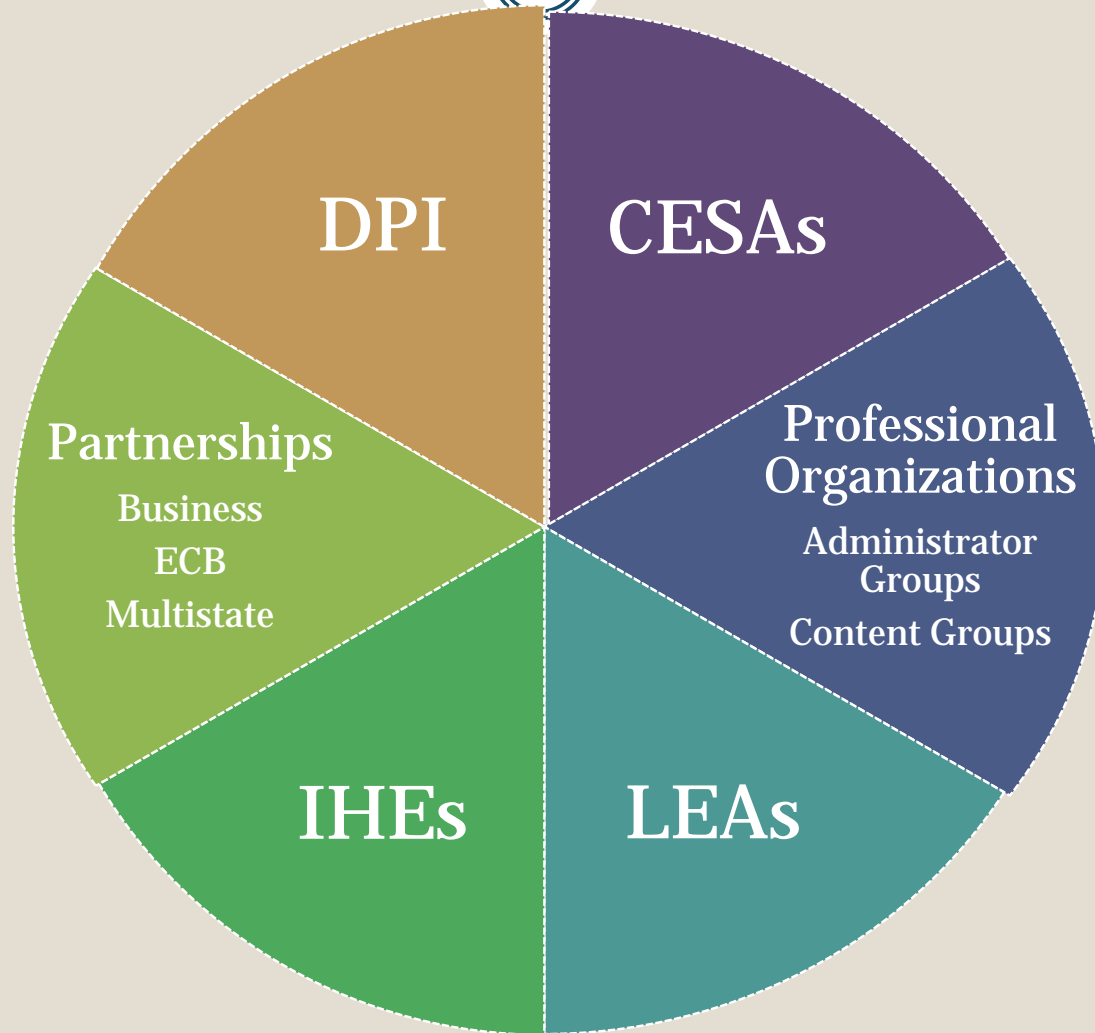 DPI
CESAs
Partnerships
Business
ECB
Multistate
Professional
Organizations
Administrator
Groups
Content Groups
IHEs
LEAs